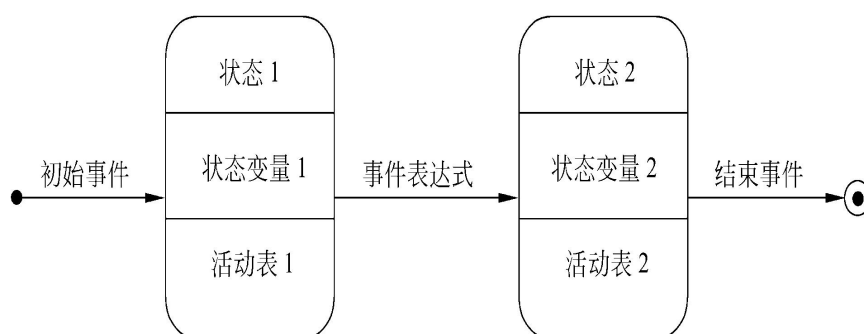 状态 1
状态 2
初始事件
状态变量 1
事件表达式
状态变量 2
结束事件
活动表 1
活动表 2